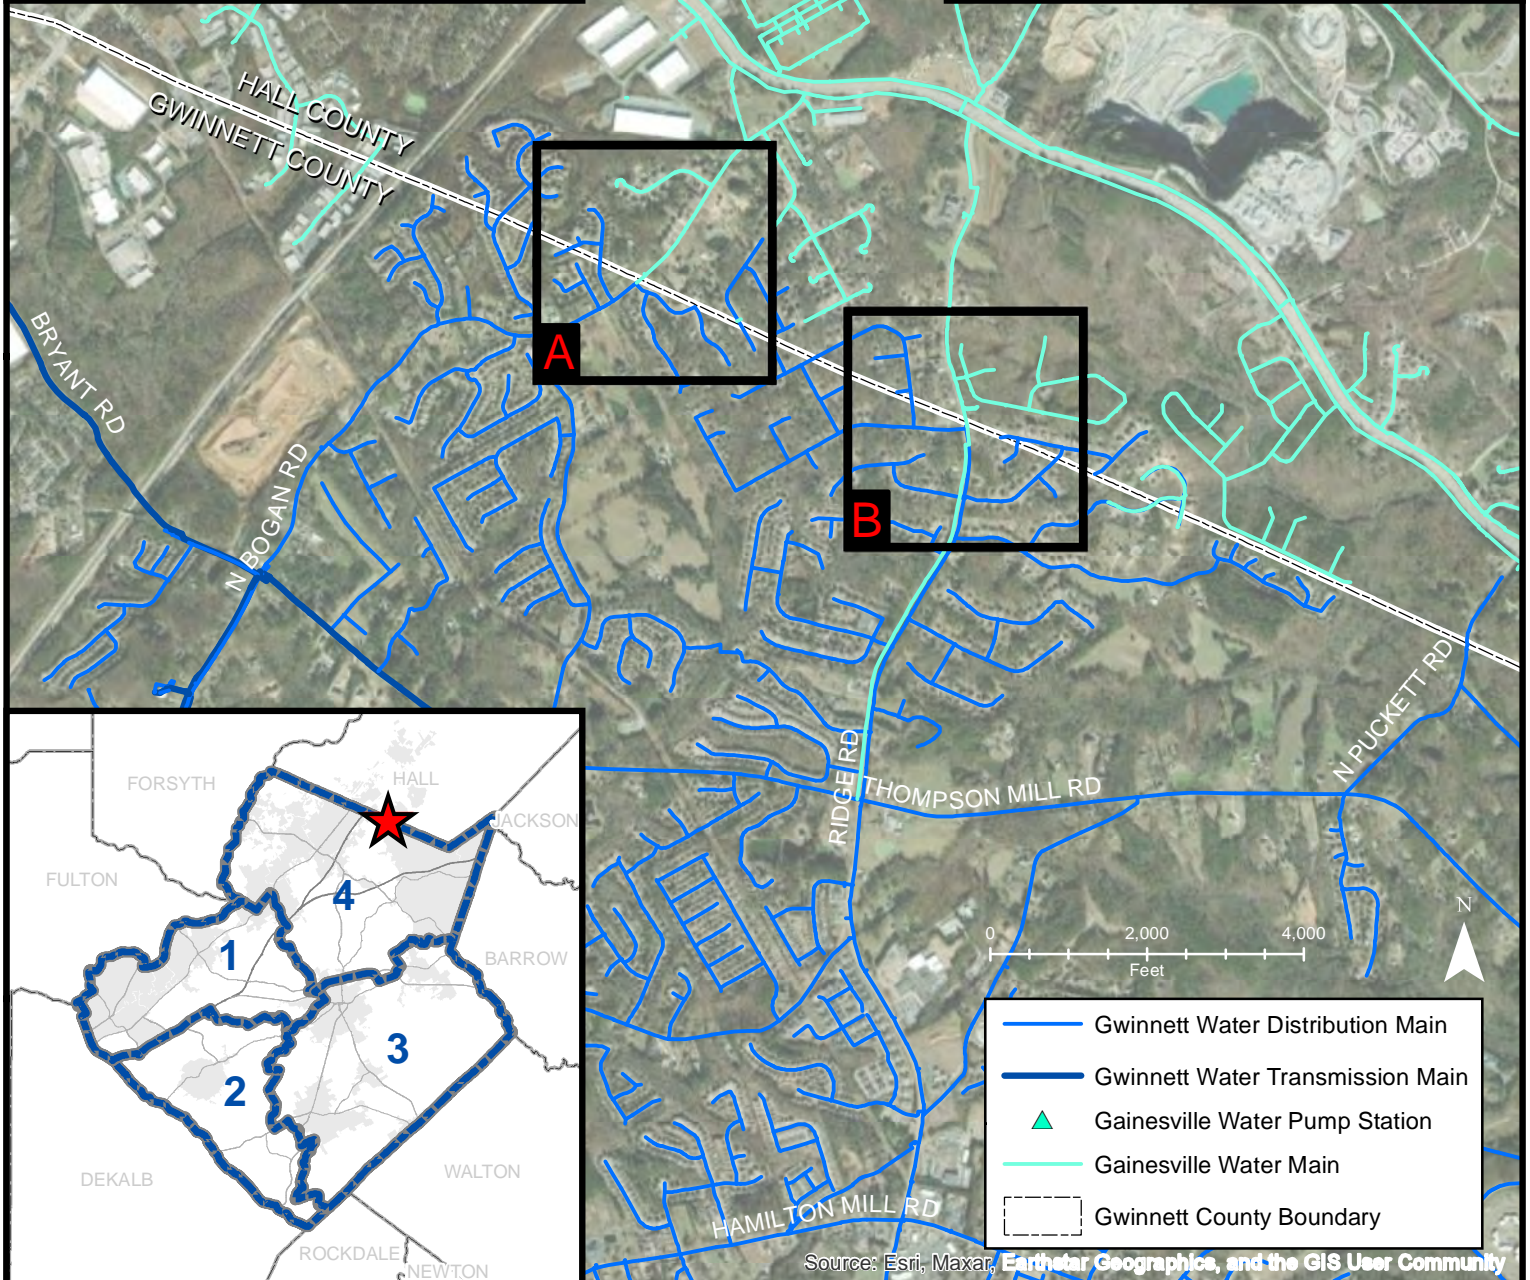 HALL COUNTY
GWINNETT COUNTY
BRYANT RD
N BOGAN RD
A
B
RIDGE RD
THOMPSON MILL RD
N PUCKETT RD
HAMILTON MILL RD
FORSYTH
HALL
JACKSON
FULTON
4
1
BARROW
3
2
DEKALB
WALTON
ROCKDALE
NEWTON
N
0 2,000 4,000
Feet
Gwinnett Water Distribution Main
Gwinnett Water Transmission Main
Gainesville Water Pump Station
Gainesville Water Main
Gwinnett County Boundary
Source: Esri, Maxar, Earthstar Geographics, and the GIS User Community